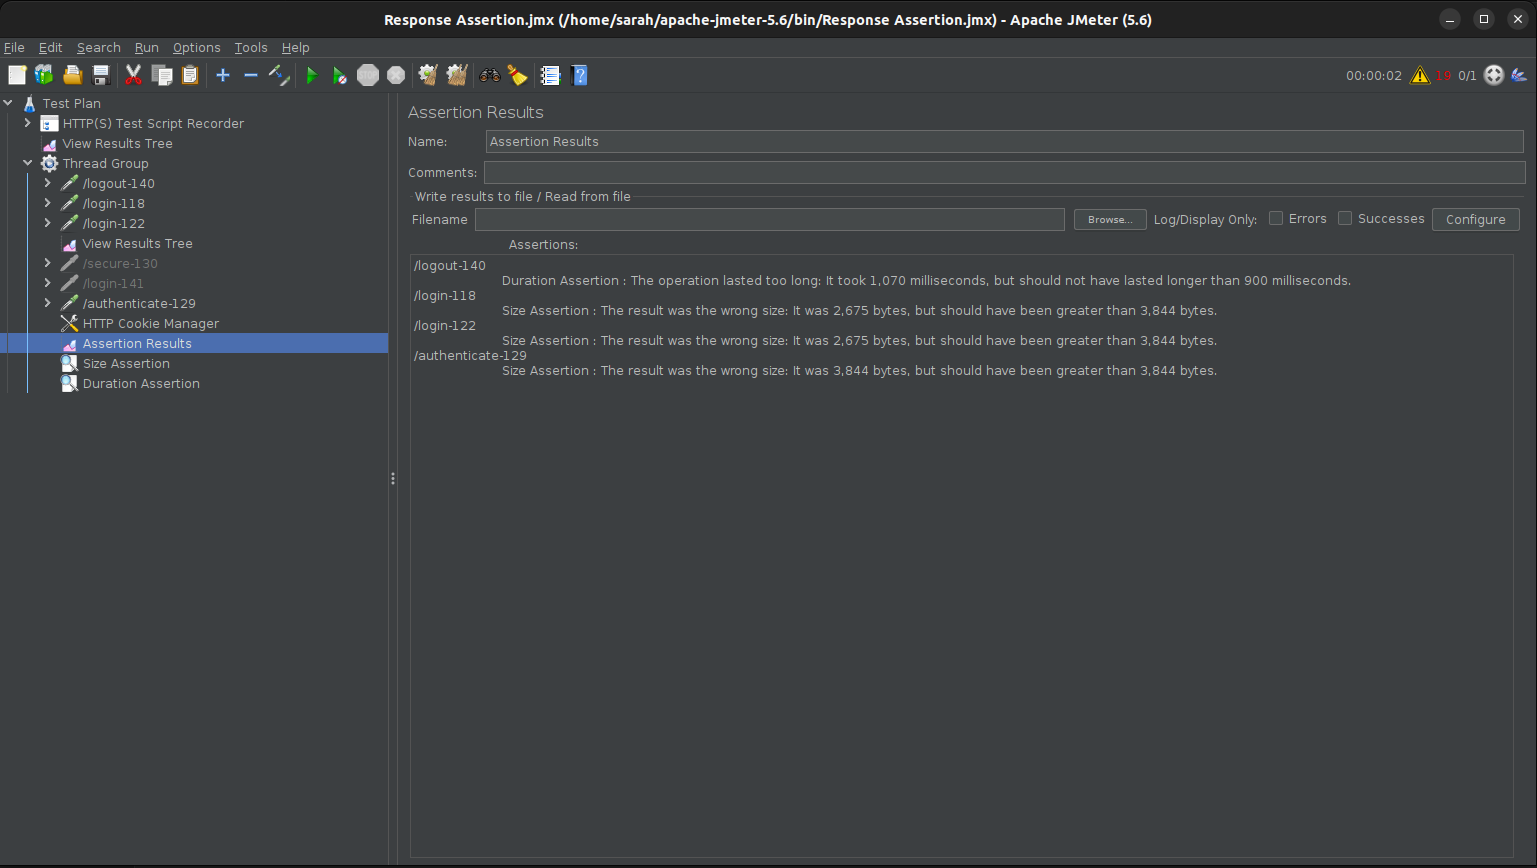 Response Assertion.jmx (/home/sarah/apache-jmeter-5.6/bin/Response Assertion.jmx) - Apache JMeter (5.6)
File Edit Search Run Options Tools Help
STOP
00:00:02 19 0/1
Test Plan
HTTP(S) Test Script Recorder
View Results Tree
Thread Group
/logout-140
/login-118
/login-122
View Results Tree
/secure-130
/login-141
/authenticate-129
HTTP Cookie Manager
Assertion Results
Size Assertion
Duration Assertion
Assertion Results
Name: Assertion Results
Comments:
Write results to file / Read from file
Filename Browse... Log/Display Only: Errors Successes Configure
Assertions:
/logout-140
Duration Assertion : The operation lasted too long: It took 1,070 milliseconds, but should not have lasted longer than 900 milliseconds.
/login-118
Size Assertion : The result was the wrong size: It was 2,675 bytes, but should have been greater than 3,844 bytes.
/login-122
Size Assertion : The result was the wrong size: It was 2,675 bytes, but should have been greater than 3,844 bytes.
/authenticate-129
Size Assertion : The result was the wrong size: It was 3,844 bytes, but should have been greater than 3,844 bytes.